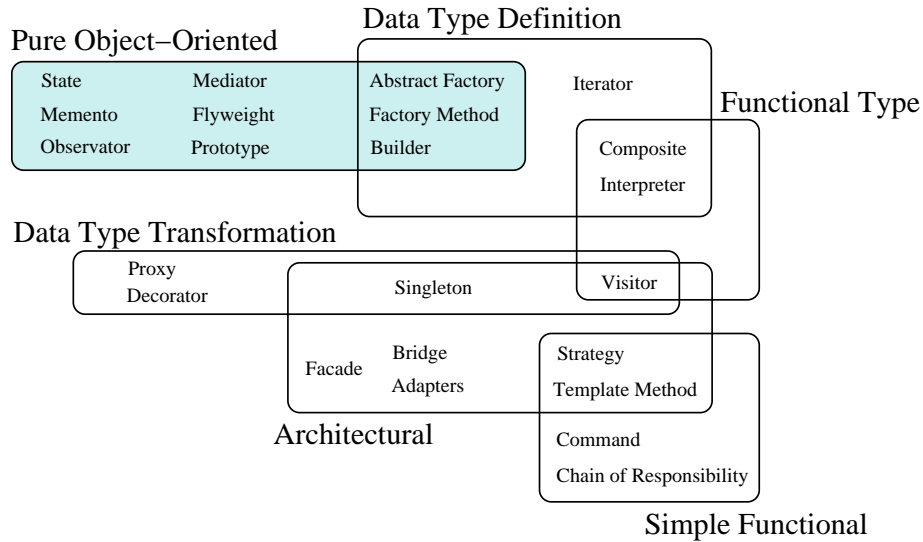 Data Type Definition
Pure Object–Oriented
State
Mediator
Abstract Factory
Iterator
Memento
Flyweight
Factory Method
Functional Type
Observator
Prototype
Builder
Composite
Interpreter
Data Type Transformation
Proxy
Decorator
Singleton
Visitor
Facade
Bridge
Adapters
Strategy
Template Method
Architectural
Command
Chain of Responsibility
Simple Functional